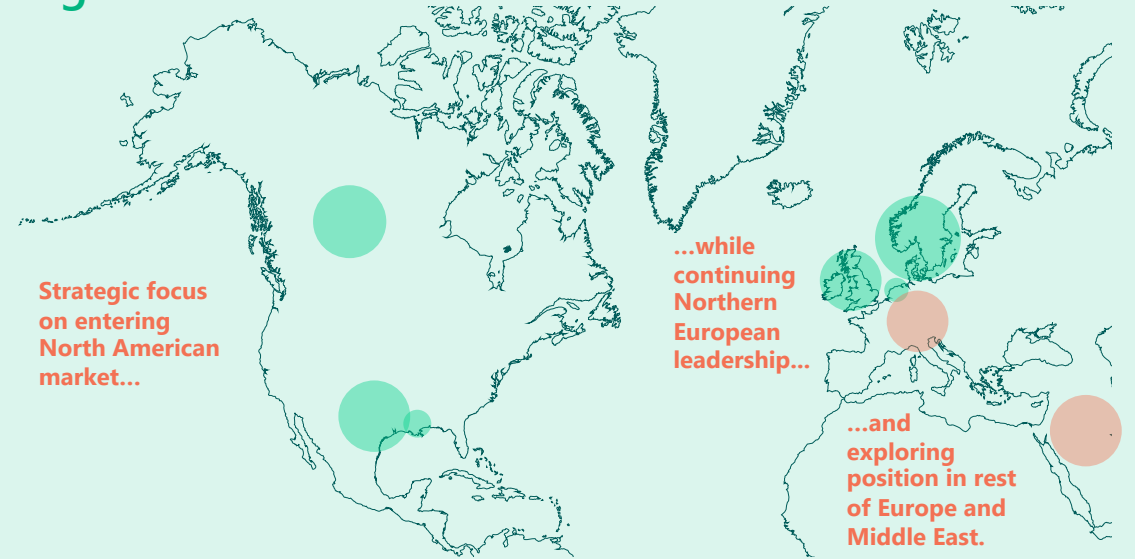 Strategic focus
on entering
North American
market...
...while
continuing
Northern
European
leadership...
...and
exploring
position in rest
of Europe and
Middle East.